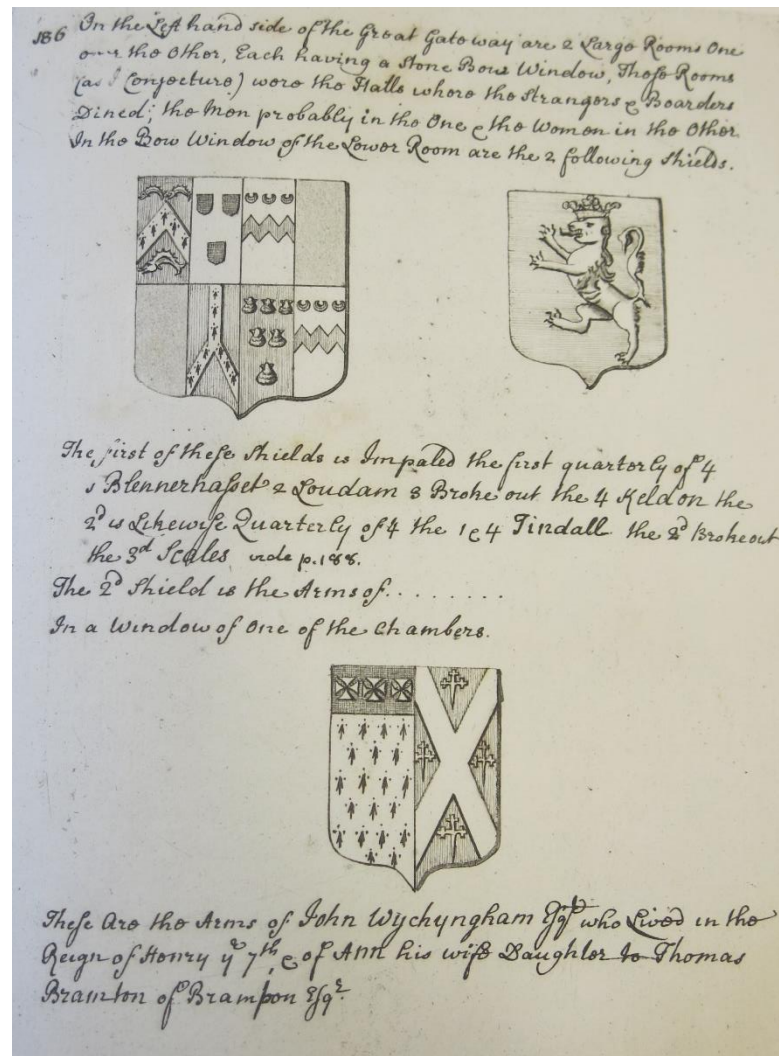 186 On the Left hand side of the Great Gateway are 2 Large Rooms One
over the Other, Each having a Stone Bow Window, Those Rooms
(as I Conjecture) were the Halls where the Strangers & Boarders
Dined; the Men probably in the One & the Women in the Other
In the Bow Window of the Lower Room are the 2 following Shields.
The first of these Shields is Impaled the first quarterly of 4
1 Blennerhasset 2 Loudam 3 Broke out the 4 Keldon the
2d is Likewise Quarterly of 4 the 1 & 4 Tindall the 2d Broke out
the 3d Scales vide p. 188.
The 2d Shield is the Arms of . . . . . . . .
In a Window of One of the Chambers.
These Are the Arms of John Wychyngham Esqr who Lived in the
Reign of Henry ye 7th, & of Ann his wife Daughter to Thomas
Bramton of Brampon Esqr.